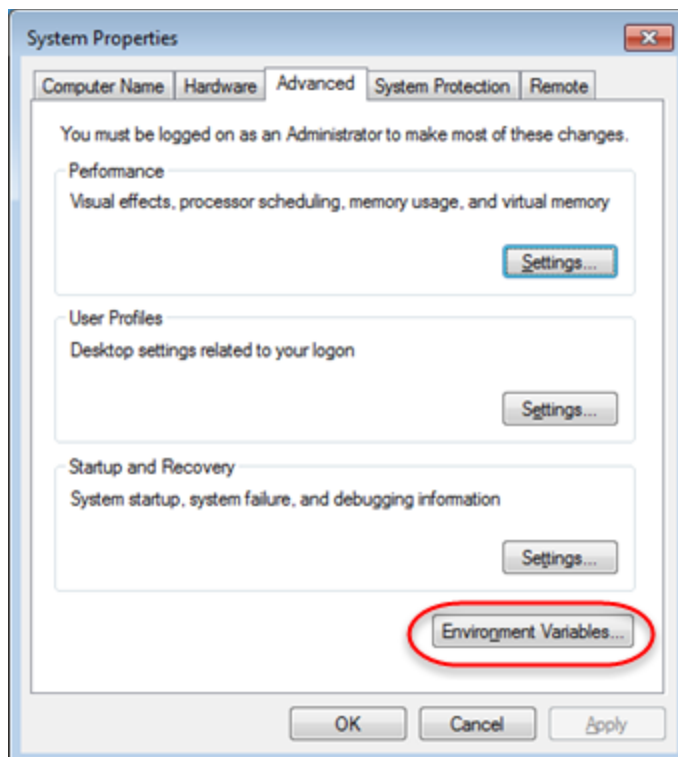 System Properties
Computer Name Hardware Advanced System Protection Remote
You must be logged on as an Administrator to make most of these changes.
Performance
Visual effects, processor scheduling, memory usage, and virtual memory
Settings...
User Profiles
Desktop settings related to your logon
Settings...
Startup and Recovery
System startup, system failure, and debugging information
Settings...
Environment Variables...
OK Cancel Apply